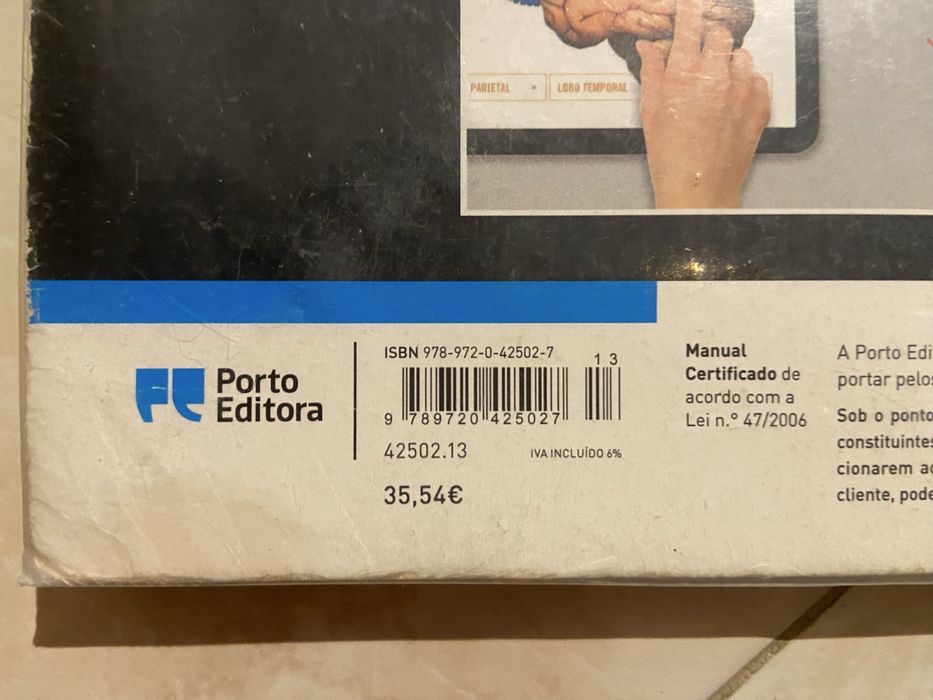 PARIETAL
LOBO TEMPORAL
Porto
Editora
ISBN 978-972-0-42502-7
1 3
9 789720 425027
42502.13
IVA INCLUÍDO 6%
35,54€
Manual
Certificado de
acordo com a
Lei n.º 47/2006
A Porto Edi
portar pelos
Sob o ponto
constituintes
cionarem ao
cliente, pode